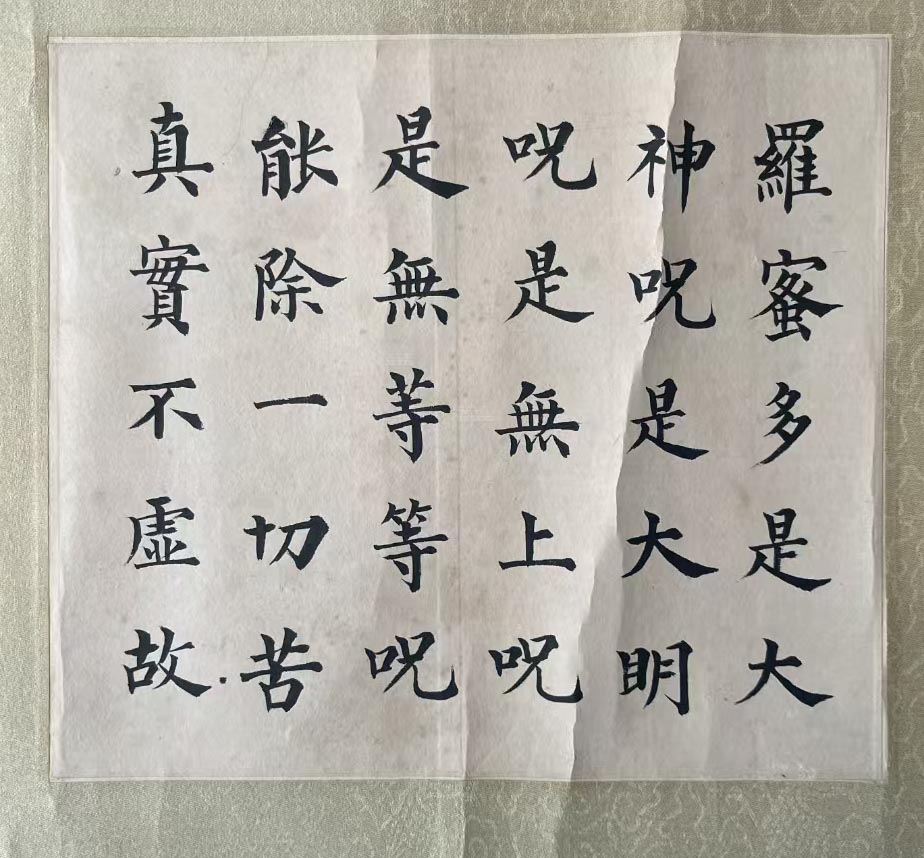 羅蜜多是大
神呪是大明
呪是無上呪
是無等等呪
能除一切苦
真實不虛故